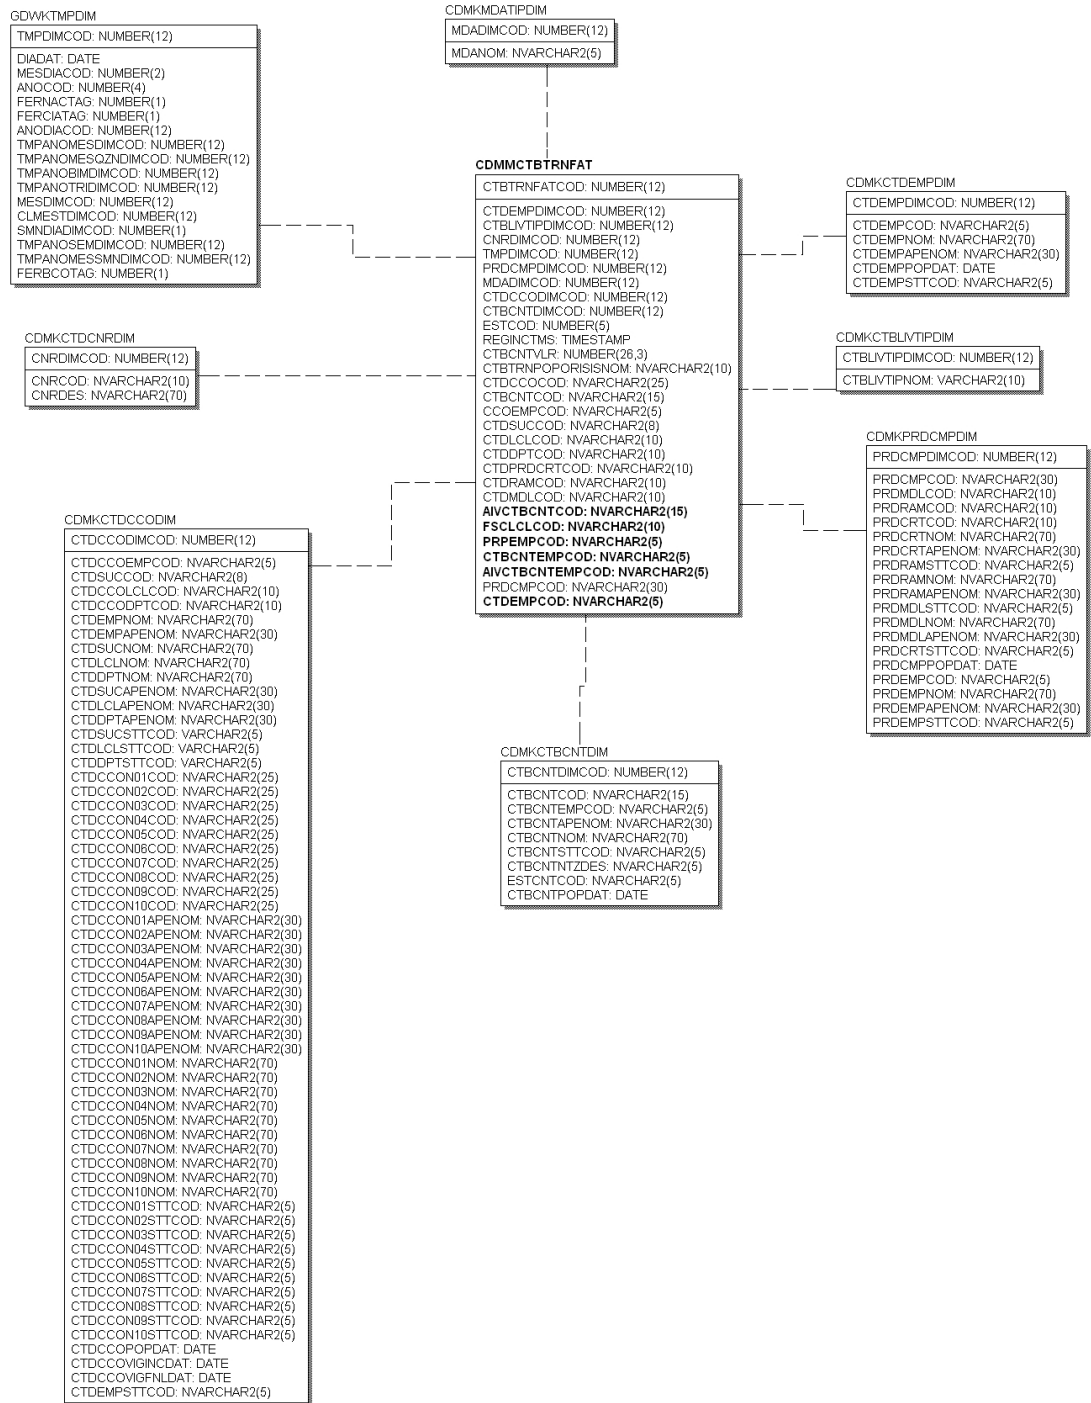 GDWKTMPDIM
TMPDIMCOD: NUMBER(12)
DIADAT: DATE
MESDIACOD: NUMBER(2)
ANOCOD: NUMBER(4)
FERNACTAG: NUMBER(1)
FERCIATAG: NUMBER(1)
ANODIACOD: NUMBER(12)
TMPANOMESDIMCOD: NUMBER(12)
TMPANOMESQZNDIMCOD: NUMBER(12)
TMPANOBIMDIMCOD: NUMBER(12)
TMPANOTRIDIMCOD: NUMBER(12)
MESDIMCOD: NUMBER(12)
CLMESTDIMCOD: NUMBER(12)
SMNDIADIMCOD: NUMBER(1)
TMPANOSEMDIMCOD: NUMBER(12)
TMPANOMESSMNDIMCOD: NUMBER(12)
FERBCOTAG: NUMBER(1)
CDMKMDATIPDIM
MDADIMCOD: NUMBER(12)
MDANOM: NVARCHAR2(5)
CDMMCTBTRNFAT
CTBTRNFATCOD: NUMBER(12)
CTDEMPDIMCOD: NUMBER(12)
CTBLIVTIPDIMCOD: NUMBER(12)
CNRDIMCOD: NUMBER(12)
TMPDIMCOD: NUMBER(12)
PRDCMPDIMCOD: NUMBER(12)
MDADIMCOD: NUMBER(12)
CTDCCODIMCOD: NUMBER(12)
CTBCNTDIMCOD: NUMBER(12)
ESTCOD: NUMBER(5)
REGINCTMS: TIMESTAMP
CTBCNTVLR: NUMBER(26,3)
CTBTRNPOPORISISNOM: NVARCHAR2(10)
CTDCCOCOD: NVARCHAR2(25)
CTBCNTCOD: NVARCHAR2(15)
CCOEMPCOD: NVARCHAR2(5)
CTDSUCCOD: NVARCHAR2(8)
CTDLCLCOD: NVARCHAR2(10)
CTDDPTCOD: NVARCHAR2(10)
CTDPRDCRTCOD: NVARCHAR2(10)
CTDRAMCOD: NVARCHAR2(10)
CTDMDLCOD: NVARCHAR2(10)
AIVCTBCNTCOD: NVARCHAR2(15)
FSCLCLCOD: NVARCHAR2(10)
PRPEMPCOD: NVARCHAR2(5)
CTBCNTEMPCOD: NVARCHAR2(5)
AIVCTBCNTEMPCOD: NVARCHAR2(5)
PRDCMPCOD: NVARCHAR2(30)
CTDEMPCOD: NVARCHAR2(5)
CDMKCTDEMPDIM
CTDEMPDIMCOD: NUMBER(12)
CTDEMPCOD: NVARCHAR2(5)
CTDEMPNOM: NVARCHAR2(70)
CTDEMPAPENOM: NVARCHAR2(30)
CTDEMPPOPDAT: DATE
CTDEMPSTTCOD: NVARCHAR2(5)
CDMKCTDCNRDIM
CNRDIMCOD: NUMBER(12)
CNRCOD: NVARCHAR2(10)
CNRDES: NVARCHAR2(70)
CDMKCTBLIVTIPDIM
CTBLIVTIPDIMCOD: NUMBER(12)
CTBLIVTIPNOM: VARCHAR2(10)
CDMKPRDCMPDIM
PRDCMPDIMCOD: NUMBER(12)
PRDCMPCOD: NVARCHAR2(30)
PRDMDLCOD: NVARCHAR2(10)
PRDRAMCOD: NVARCHAR2(10)
PRDCRTCOD: NVARCHAR2(10)
PRDCRTNOM: NVARCHAR2(70)
PRDCRTAPENOM: NVARCHAR2(30)
PRDRAMSTTCOD: NVARCHAR2(5)
PRDRAMNOM: NVARCHAR2(70)
PRDRAMAPENOM: NVARCHAR2(30)
PRDMDLSTTCOD: NVARCHAR2(5)
PRDMDLNOM: NVARCHAR2(70)
PRDMDLAPENOM: NVARCHAR2(30)
PRDCRTSTTCOD: NVARCHAR2(5)
PRDCMPPOPDAT: DATE
PRDEMPCOD: NVARCHAR2(5)
PRDEMPNOM: NVARCHAR2(70)
PRDEMPAPENOM: NVARCHAR2(30)
PRDEMPSTTCOD: NVARCHAR2(5)
CDMKCTDCCODIM
CTDCCODIMCOD: NUMBER(12)
CTDCCOEMPCOD: NVARCHAR2(5)
CTDSUCCOD: NVARCHAR2(8)
CTDCCOLCLCOD: NVARCHAR2(10)
CTDCCODPTCOD: NVARCHAR2(10)
CTDEMPNOM: NVARCHAR2(70)
CTDEMPAPENOM: NVARCHAR2(30)
CTDSUCNOM: NVARCHAR2(70)
CTDLCLNOM: NVARCHAR2(70)
CTDDPTNOM: NVARCHAR2(70)
CTDSUCAPENOM: NVARCHAR2(30)
CTDLCLAPENOM: NVARCHAR2(30)
CTDDPTAPENOM: NVARCHAR2(30)
CTDSUCSTTCOD: VARCHAR2(5)
CTDLCLSTTCOD: VARCHAR2(5)
CTDDPTSTTCOD: VARCHAR2(5)
CTDCCON01COD: NVARCHAR2(25)
CTDCCON02COD: NVARCHAR2(25)
CTDCCON03COD: NVARCHAR2(25)
CTDCCON04COD: NVARCHAR2(25)
CTDCCON05COD: NVARCHAR2(25)
CTDCCON06COD: NVARCHAR2(25)
CTDCCON07COD: NVARCHAR2(25)
CTDCCON08COD: NVARCHAR2(25)
CTDCCON09COD: NVARCHAR2(25)
CTDCCON10COD: NVARCHAR2(25)
CTDCCON01APENOM: NVARCHAR2(30)
CTDCCON02APENOM: NVARCHAR2(30)
CTDCCON03APENOM: NVARCHAR2(30)
CTDCCON04APENOM: NVARCHAR2(30)
CTDCCON05APENOM: NVARCHAR2(30)
CTDCCON06APENOM: NVARCHAR2(30)
CTDCCON07APENOM: NVARCHAR2(30)
CTDCCON08APENOM: NVARCHAR2(30)
CTDCCON09APENOM: NVARCHAR2(30)
CTDCCON10APENOM: NVARCHAR2(30)
CTDCCON01NOM: NVARCHAR2(70)
CTDCCON02NOM: NVARCHAR2(70)
CTDCCON03NOM: NVARCHAR2(70)
CTDCCON04NOM: NVARCHAR2(70)
CTDCCON05NOM: NVARCHAR2(70)
CTDCCON06NOM: NVARCHAR2(70)
CTDCCON07NOM: NVARCHAR2(70)
CTDCCON08NOM: NVARCHAR2(70)
CTDCCON09NOM: NVARCHAR2(70)
CTDCCON10NOM: NVARCHAR2(70)
CTDCCON01STTCOD: NVARCHAR2(5)
CTDCCON02STTCOD: NVARCHAR2(5)
CTDCCON03STTCOD: NVARCHAR2(5)
CTDCCON04STTCOD: NVARCHAR2(5)
CTDCCON05STTCOD: NVARCHAR2(5)
CTDCCON06STTCOD: NVARCHAR2(5)
CTDCCON07STTCOD: NVARCHAR2(5)
CTDCCON08STTCOD: NVARCHAR2(5)
CTDCCON09STTCOD: NVARCHAR2(5)
CTDCCON10STTCOD: NVARCHAR2(5)
CTDCCOPOPDAT: DATE
CTDCCOVIGINCDAT: DATE
CTDCCOVIGFNLDAT: DATE
CTDEMPSTTCOD: NVARCHAR2(5)
CDMKCTBCNTDIM
CTBCNTDIMCOD: NUMBER(12)
CTBCNTCOD: NVARCHAR2(15)
CTBCNTEMPCOD: NVARCHAR2(5)
CTBCNTAPENOM: NVARCHAR2(30)
CTBCNTNOM: NVARCHAR2(70)
CTBCNTSTTCOD: NVARCHAR2(5)
CTBCNTNTZDES: NVARCHAR2(5)
ESTCNTCOD: NVARCHAR2(5)
CTBCNTPOPDAT: DATE